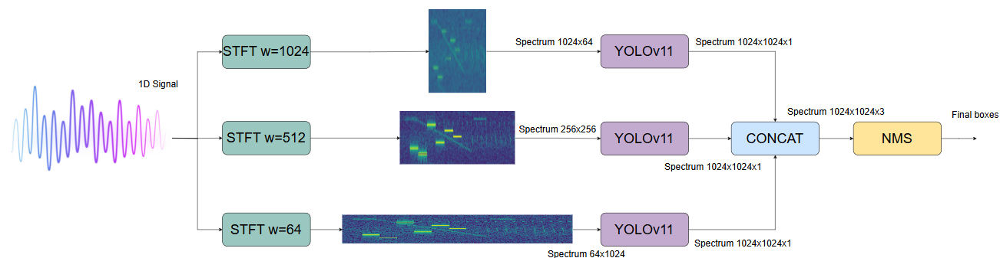 1D Signal
STFT w=1024
Spectrum 1024x64
YOLOv11
Spectrum 1024x1024x1
STFT w=512
Spectrum 256x256
YOLOv11
Spectrum 1024x1024x1
CONCAT
Spectrum 1024x1024x3
NMS
Final boxes
STFT w=64
Spectrum 64x1024
YOLOv11
Spectrum 1024x1024x1